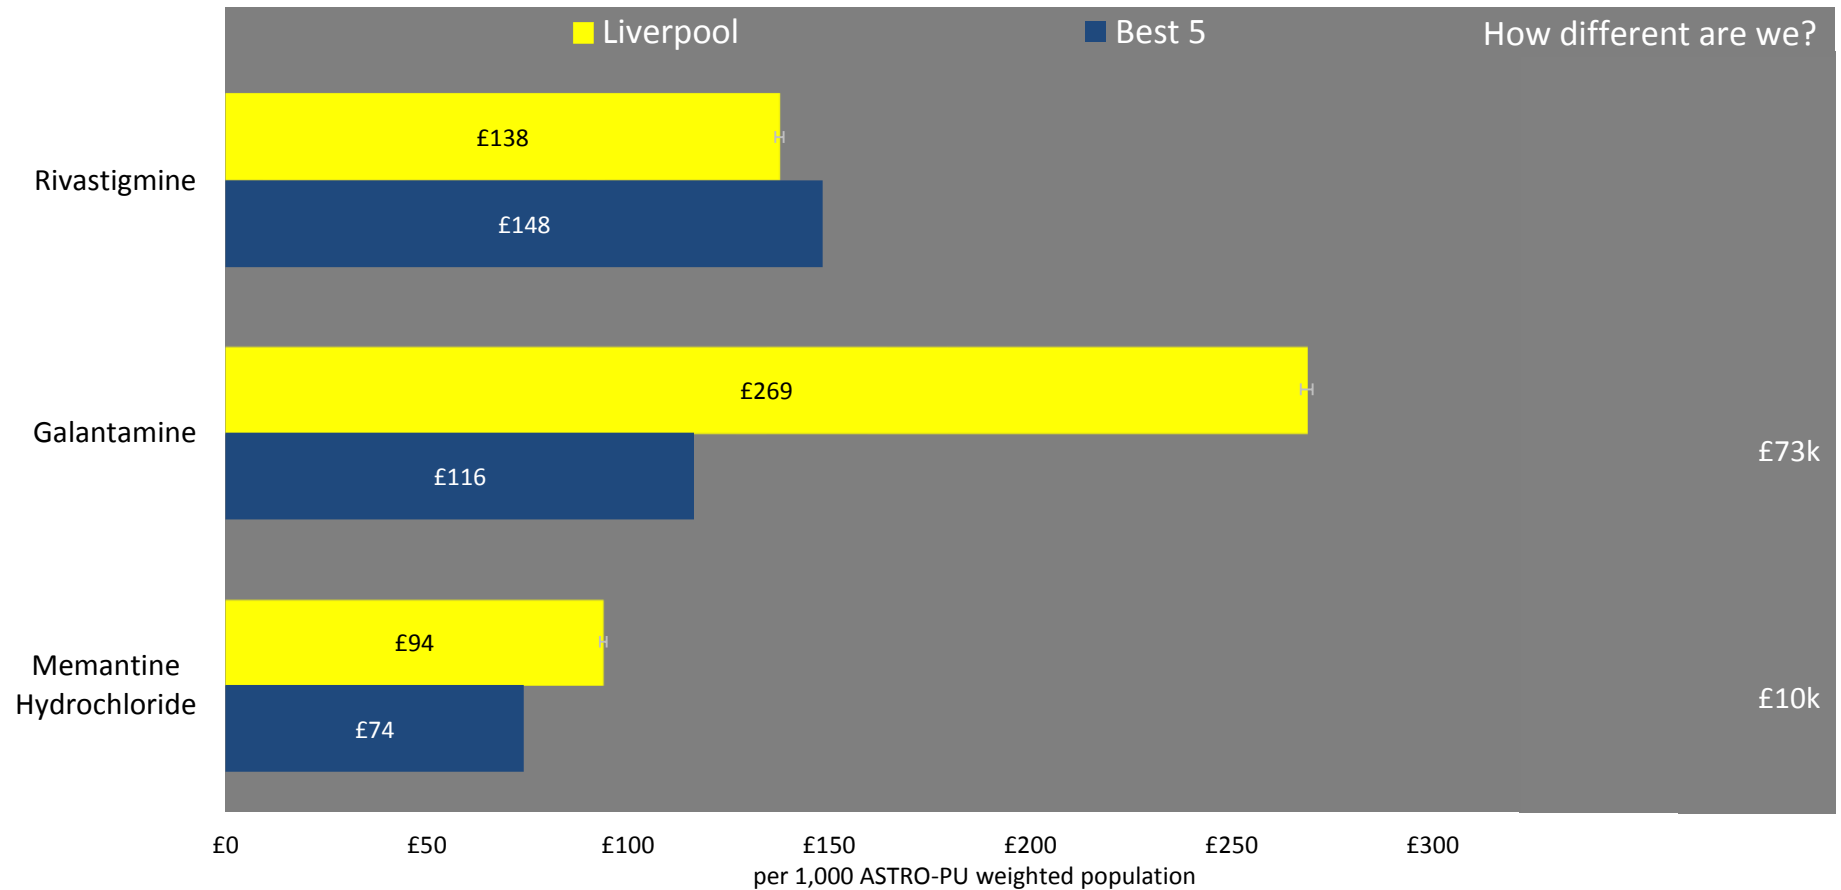 Liverpool
Best 5
How different are we?
Rivastigmine
£138
£148
Galantamine
£269
£116
£73k
Memantine
Hydrochloride
£94
£74
£10k
£0 £50 £100 £150 £200 £250 £300
per 1,000 ASTRO-PU weighted population